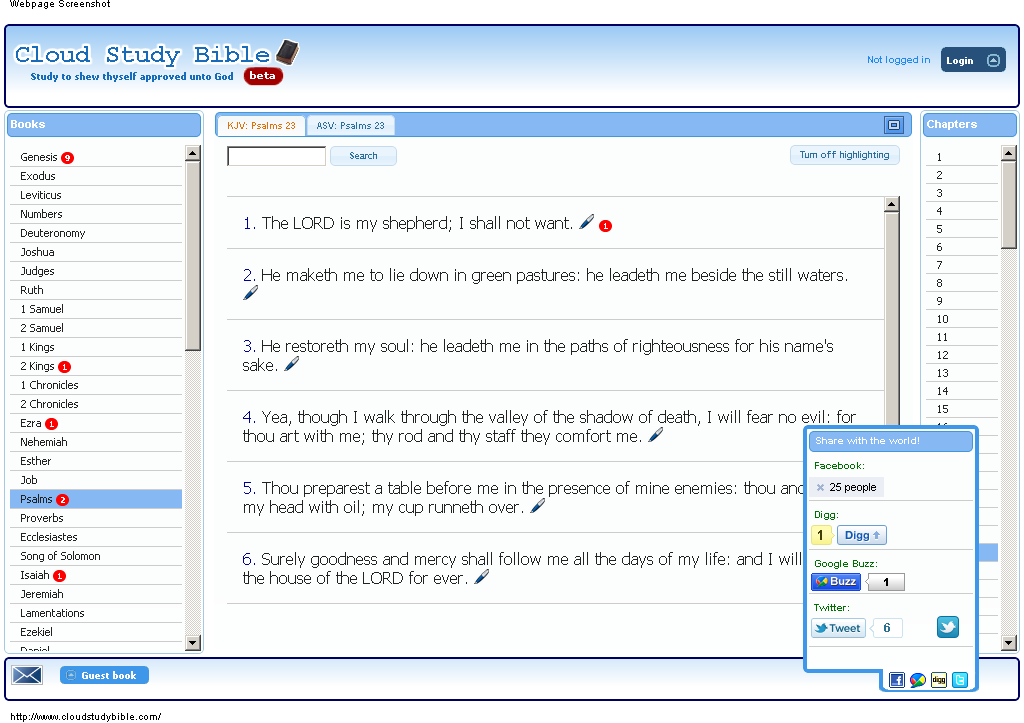 Webpage Screenshot
Cloud Study Bible
Study to shew thyself approved unto God beta
Not logged in
Login
Books
Genesis 9
Exodus
Leviticus
Numbers
Deuteronomy
Joshua
Judges
Ruth
1 Samuel
2 Samuel
1 Kings
2 Kings 1
1 Chronicles
2 Chronicles
Ezra 1
Nehemiah
Esther
Job
Psalms 2
Proverbs
Ecclesiastes
Song of Solomon
Isaiah 1
Jeremiah
Lamentations
Ezekiel
Daniel
KJV: Psalms 23
ASV: Psalms 23
Search
Turn off highlighting
1. The LORD is my shepherd; I shall not want. 1
2. He maketh me to lie down in green pastures: he leadeth me beside the still waters.
3. He restoreth my soul: he leadeth me in the paths of righteousness for his name's
sake.
4. Yea, though I walk through the valley of the shadow of death, I will fear no evil: for
thou art with me; thy rod and thy staff they comfort me.
5. Thou preparest a table before me in the presence of mine enemies: thou
my head with oil; my cup runneth over.
6. Surely goodness and mercy shall follow me all the days of my life: and I will
the house of the LORD for ever.
Chapters
1
2
3
4
5
6
7
8
9
10
11
12
13
14
15
Share with the world!
Facebook:
25 people
Digg:
1
Digg
Google Buzz:
Buzz
1
Twitter:
Tweet
6
digg
Guest book
http://www.cloudstudybible.com/